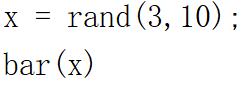 x = rand(3,10);
bar(x)